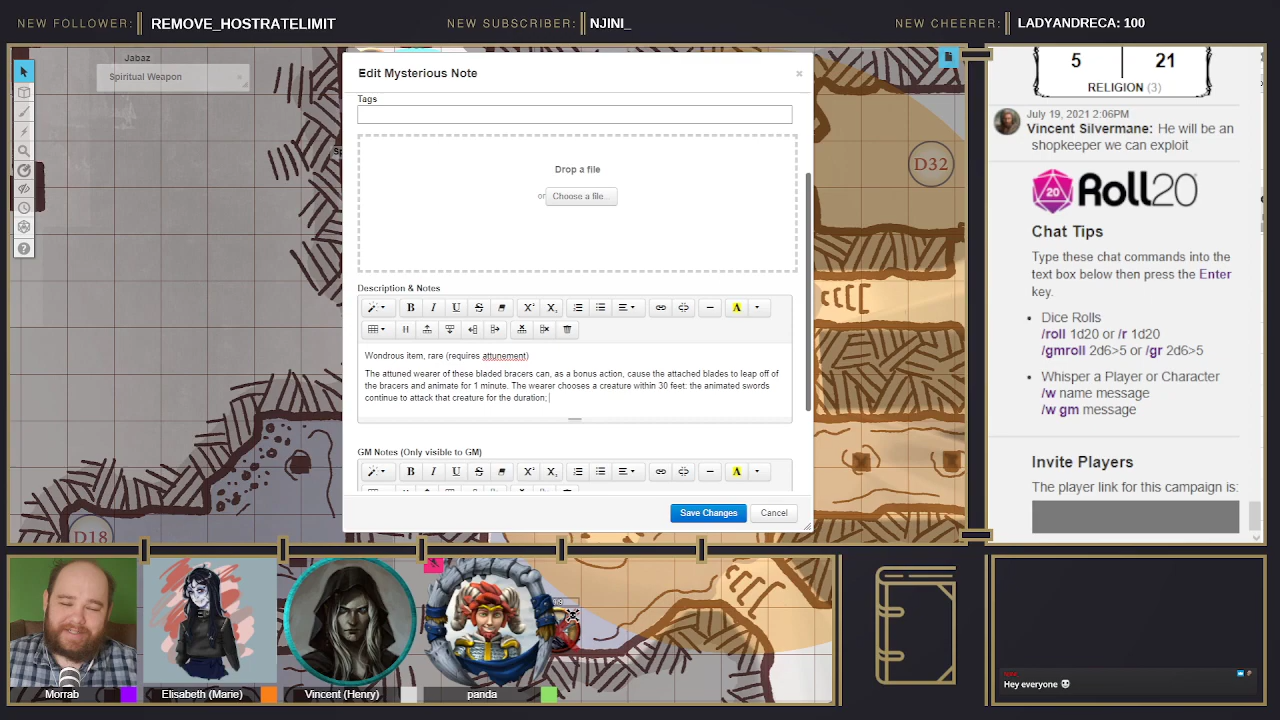 NEW FOLLOWER: REMOVE_HOSTRATELIMIT
NEW SUBSCRIBER: NJINI_
NEW CHEERER: LADYANDRECA: 100
Jabaz
Spiritual Weapon
D32
D18
Edit Mysterious Note
Tags
Drop a file
or Choose a file...
Description & Notes
Wondrous item, rare (requires attunement)
The attuned wearer of these bladed bracers can, as a bonus action, cause the attached blades to leap off of
the bracers and animate for 1 minute. The wearer chooses a creature within 30 feet: the animated swords
continue to attack that creature for the duration;
GM Notes (Only visible to GM)
Save Changes
Cancel
5 21
RELIGION (3)
July 19, 2021 2:06PM
Vincent Silvermane: He will be an
shopkeeper we can exploit
20 Roll20
Chat Tips
Type these chat commands into the
text box below then press the Enter
key.
Dice Rolls
/roll 1d20 or /r 1d20
/gmroll 2d6>5 or /gr 2d6>5
Whisper a Player or Character
/w name message
/w gm message
Invite Players
The player link for this campaign is:
Morrab
Elisabeth (Marie)
Vincent (Henry)
panda
Hey everyone